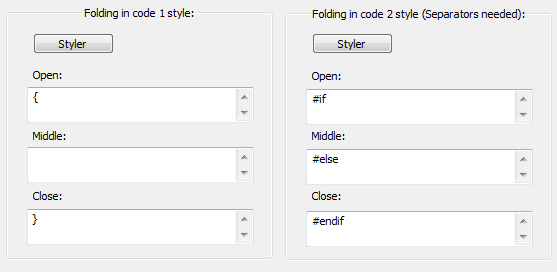 Folding in code 1 style:
Styler
Open:
{
Middle:
Close:
}
Folding in code 2 style (Separators needed):
Styler
Open:
#if
Middle:
#else
Close:
#endif